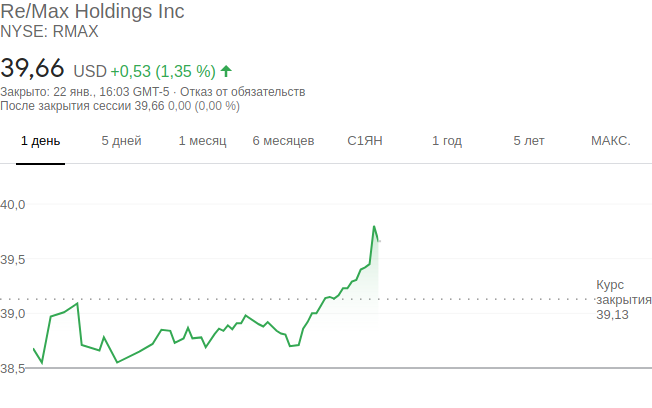 Re/Max Holdings Inc
NYSE: RMAX
39,66 USD +0,53 (1,35 %)
Закрыто: 22 янв., 16:03 GMT-5 · Отказ от обязательств
После закрытия сессии 39,66 0,00 (0,00 %)
1 день 5 дней 1 месяц 6 месяцев С1ЯН 1 год 5 лет МАКС.
40,0
39,5
Курс
закрытия
39,13
39,0
38,5